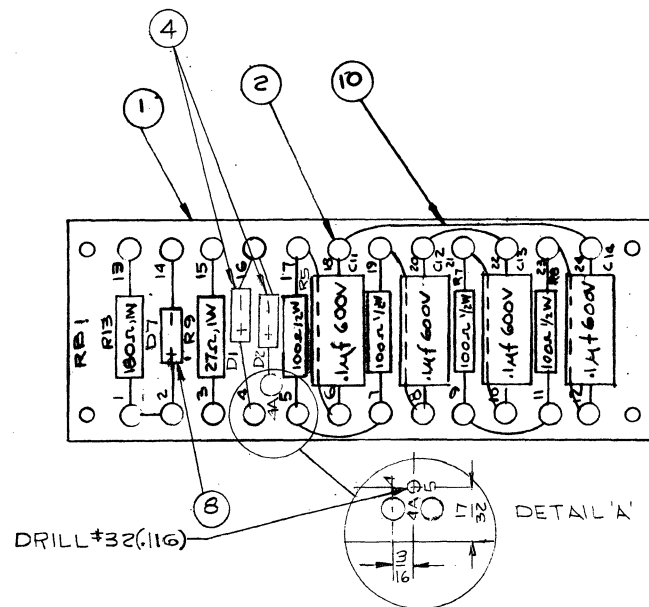 4
1
2
10
13 14 15 16 17 18 C11 19 20 C12 21 22 C13 23 24 C14
RB1
R13
180Ω,1W
D7
+ -
R9
27Ω,1W
D1
+ -
D2
+ -
R5
100Ω 1/2W
.1µf 600V
100Ω 1/2W
.1µf 600V
R7
100Ω 1/2W
.1µf 600V
R8
100Ω 1/2W
.1µf 600V
1 2 3 4 4A 5 6 7 8 9 10 11 12
8
DRILL #32(.116)
4 4A 5
17/32
3/16
DETAIL 'A'